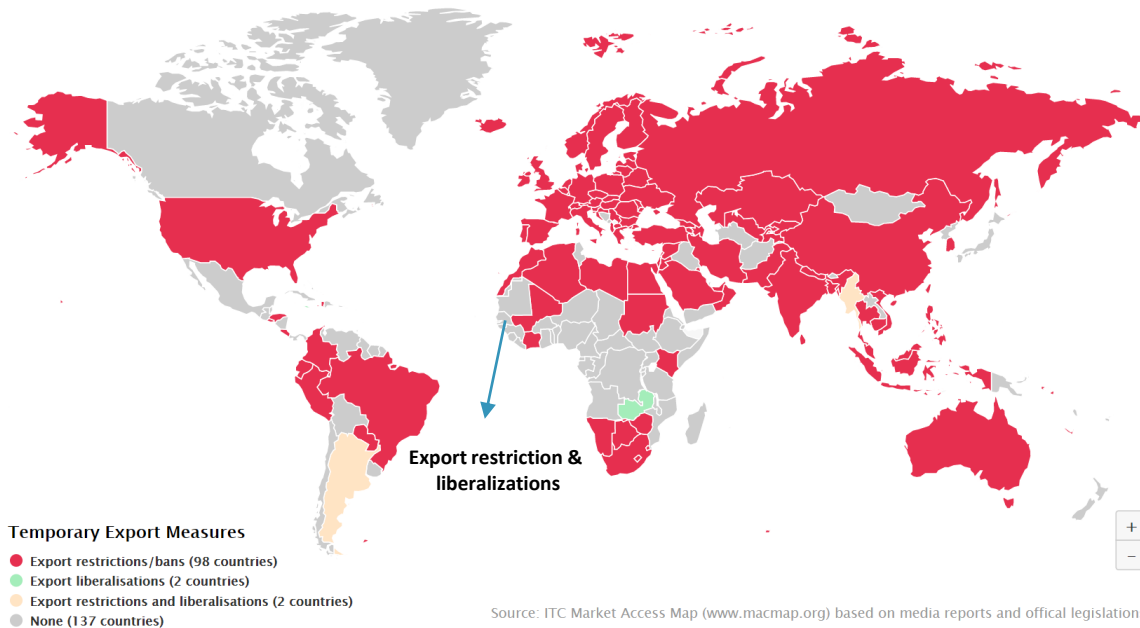 Export restriction &
liberalizations
Temporary Export Measures
Export restrictions/bans (98 countries)
Export liberalisations (2 countries)
Export restrictions and liberalisations (2 countries)
None (137 countries)
+
−
Source: ITC Market Access Map (www.macmap.org) based on media reports and offical legislation